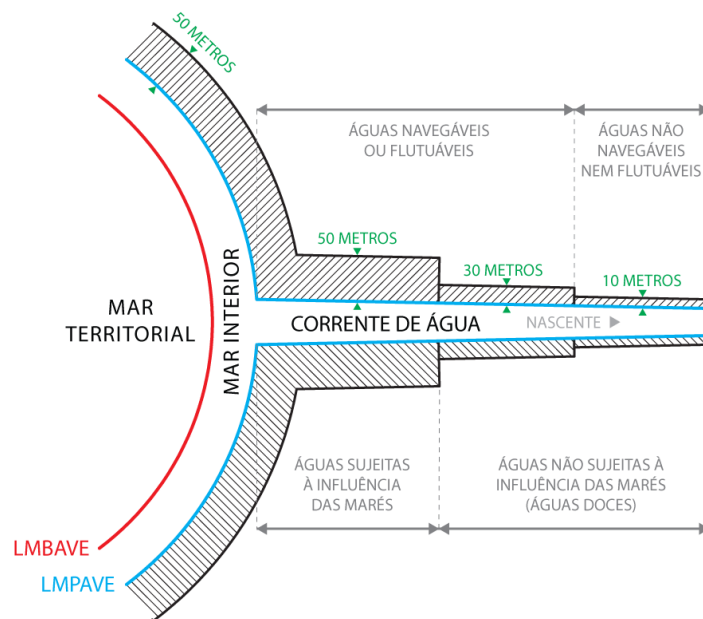 50 METROS
ÁGUAS NAVEGÁVEIS
OU FLUTUÁVEIS
ÁGUAS NÃO
NAVEGÁVEIS
NEM FLUTUÁVEIS
50 METROS
30 METROS
10 METROS
MAR
TERRITORIAL
MAR INTERIOR
CORRENTE DE ÁGUA
NASCENTE
ÁGUAS SUJEITAS
À INFLUÊNCIA
DAS MARÉS
ÁGUAS NÃO SUJEITAS À
INFLUÊNCIA DAS MARÉS
(ÁGUAS DOCES)
LMBAVE
LMPAVE